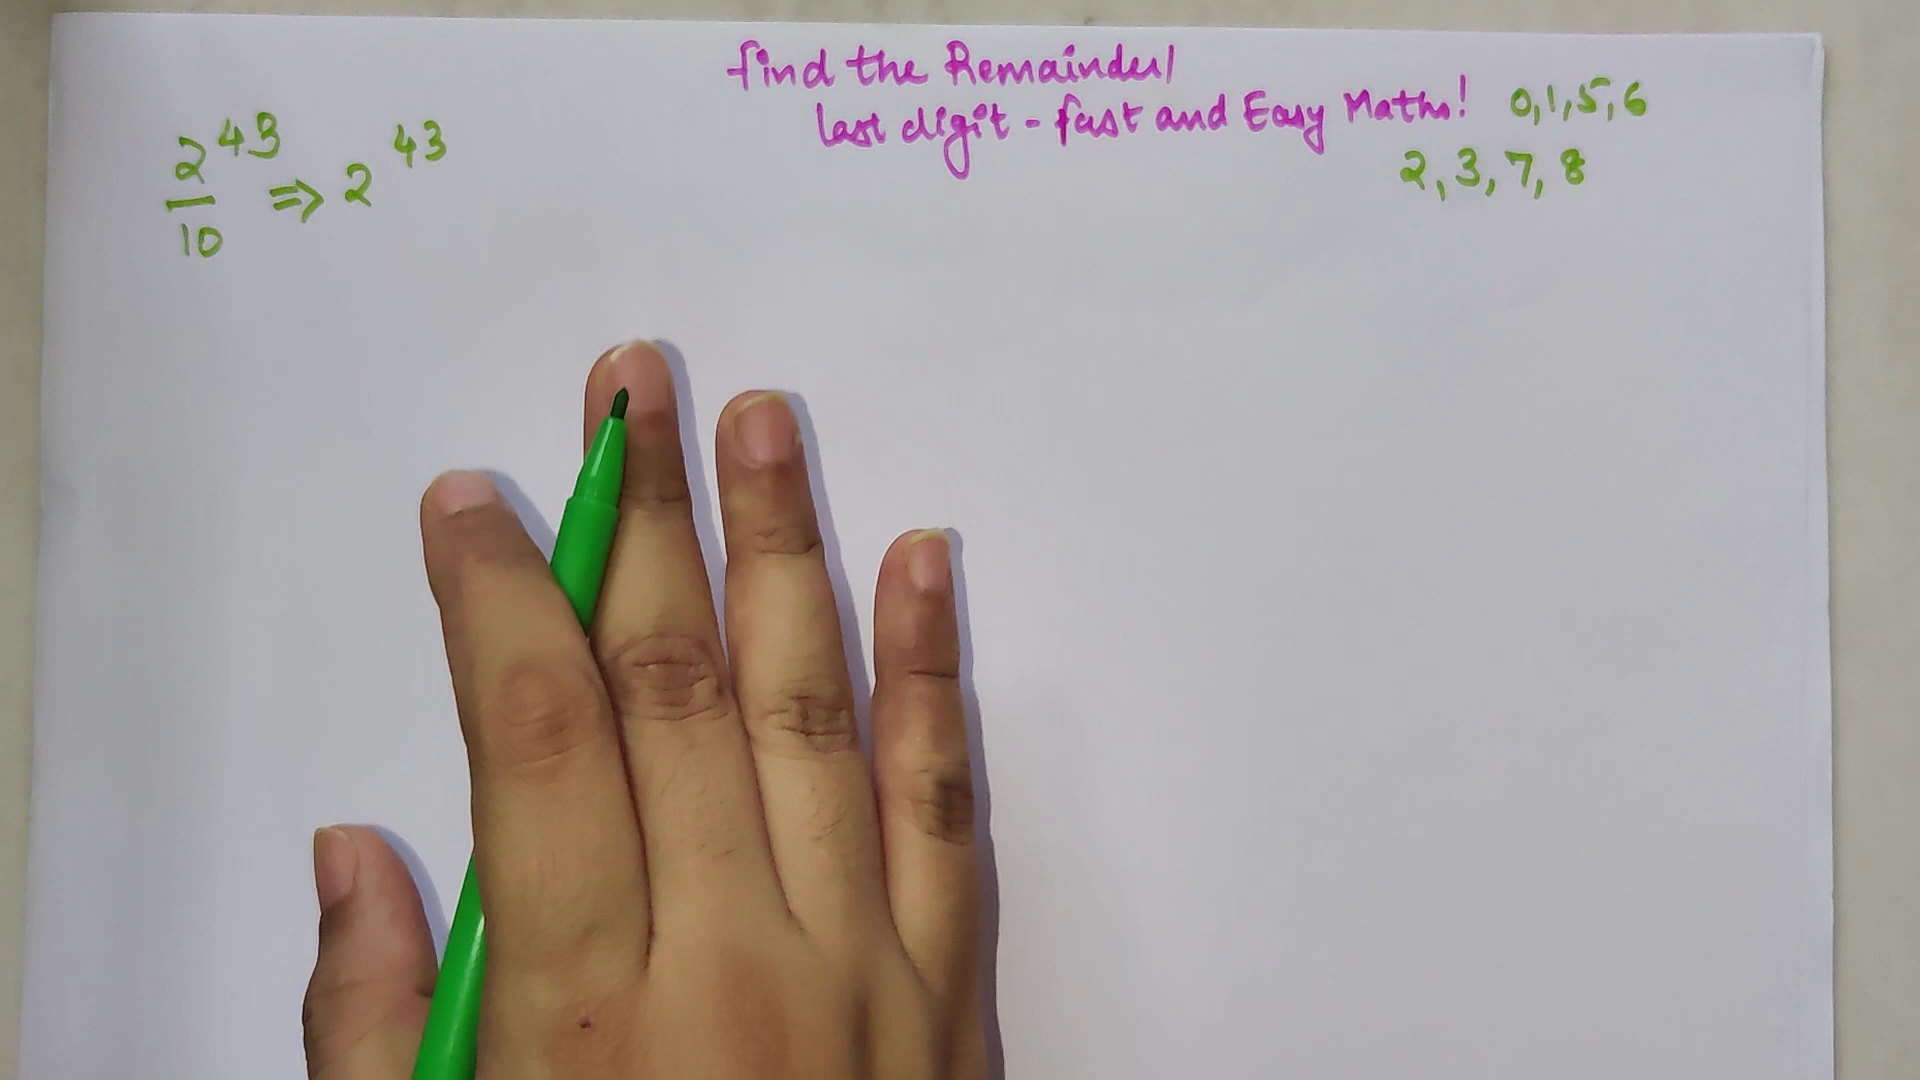 find the Remainder/
last digit - fast and Easy Maths! 0,1,5,6
2, 3, 7, 8
2^43/10 ⇒ 2^43